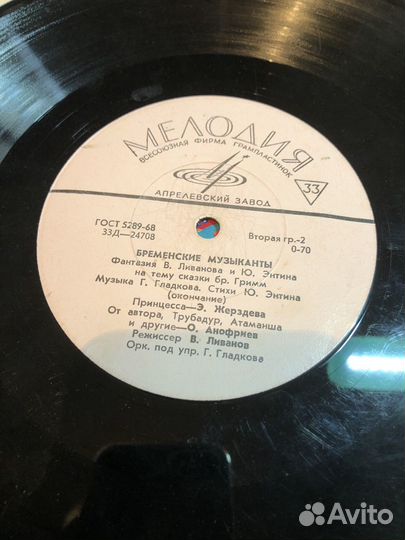 МЕЛОДИЯ
ВСЕСОЮЗНАЯ ФИРМА ГРАМПЛАСТИНОК
33
АПРЕЛЕВСКИЙ ЗАВОД
ГОСТ 5289-68
33Д—24708
Вторая гр.-2
0-70
БРЕМЕНСКИЕ МУЗЫКАНТЫ
Фантазия В. Ливанова и Ю. Энтина
на тему сказки бр. Гримм
Музыка Г. Гладкова. Стихи Ю. Энтина
(окончание)
Принцесса—Э. Жерздева
От автора, Трубадур, Атаманша
и другие—О. Анофриев
Режиссер В. Ливанов
Орк. под упр. Г. Гладкова
Avito